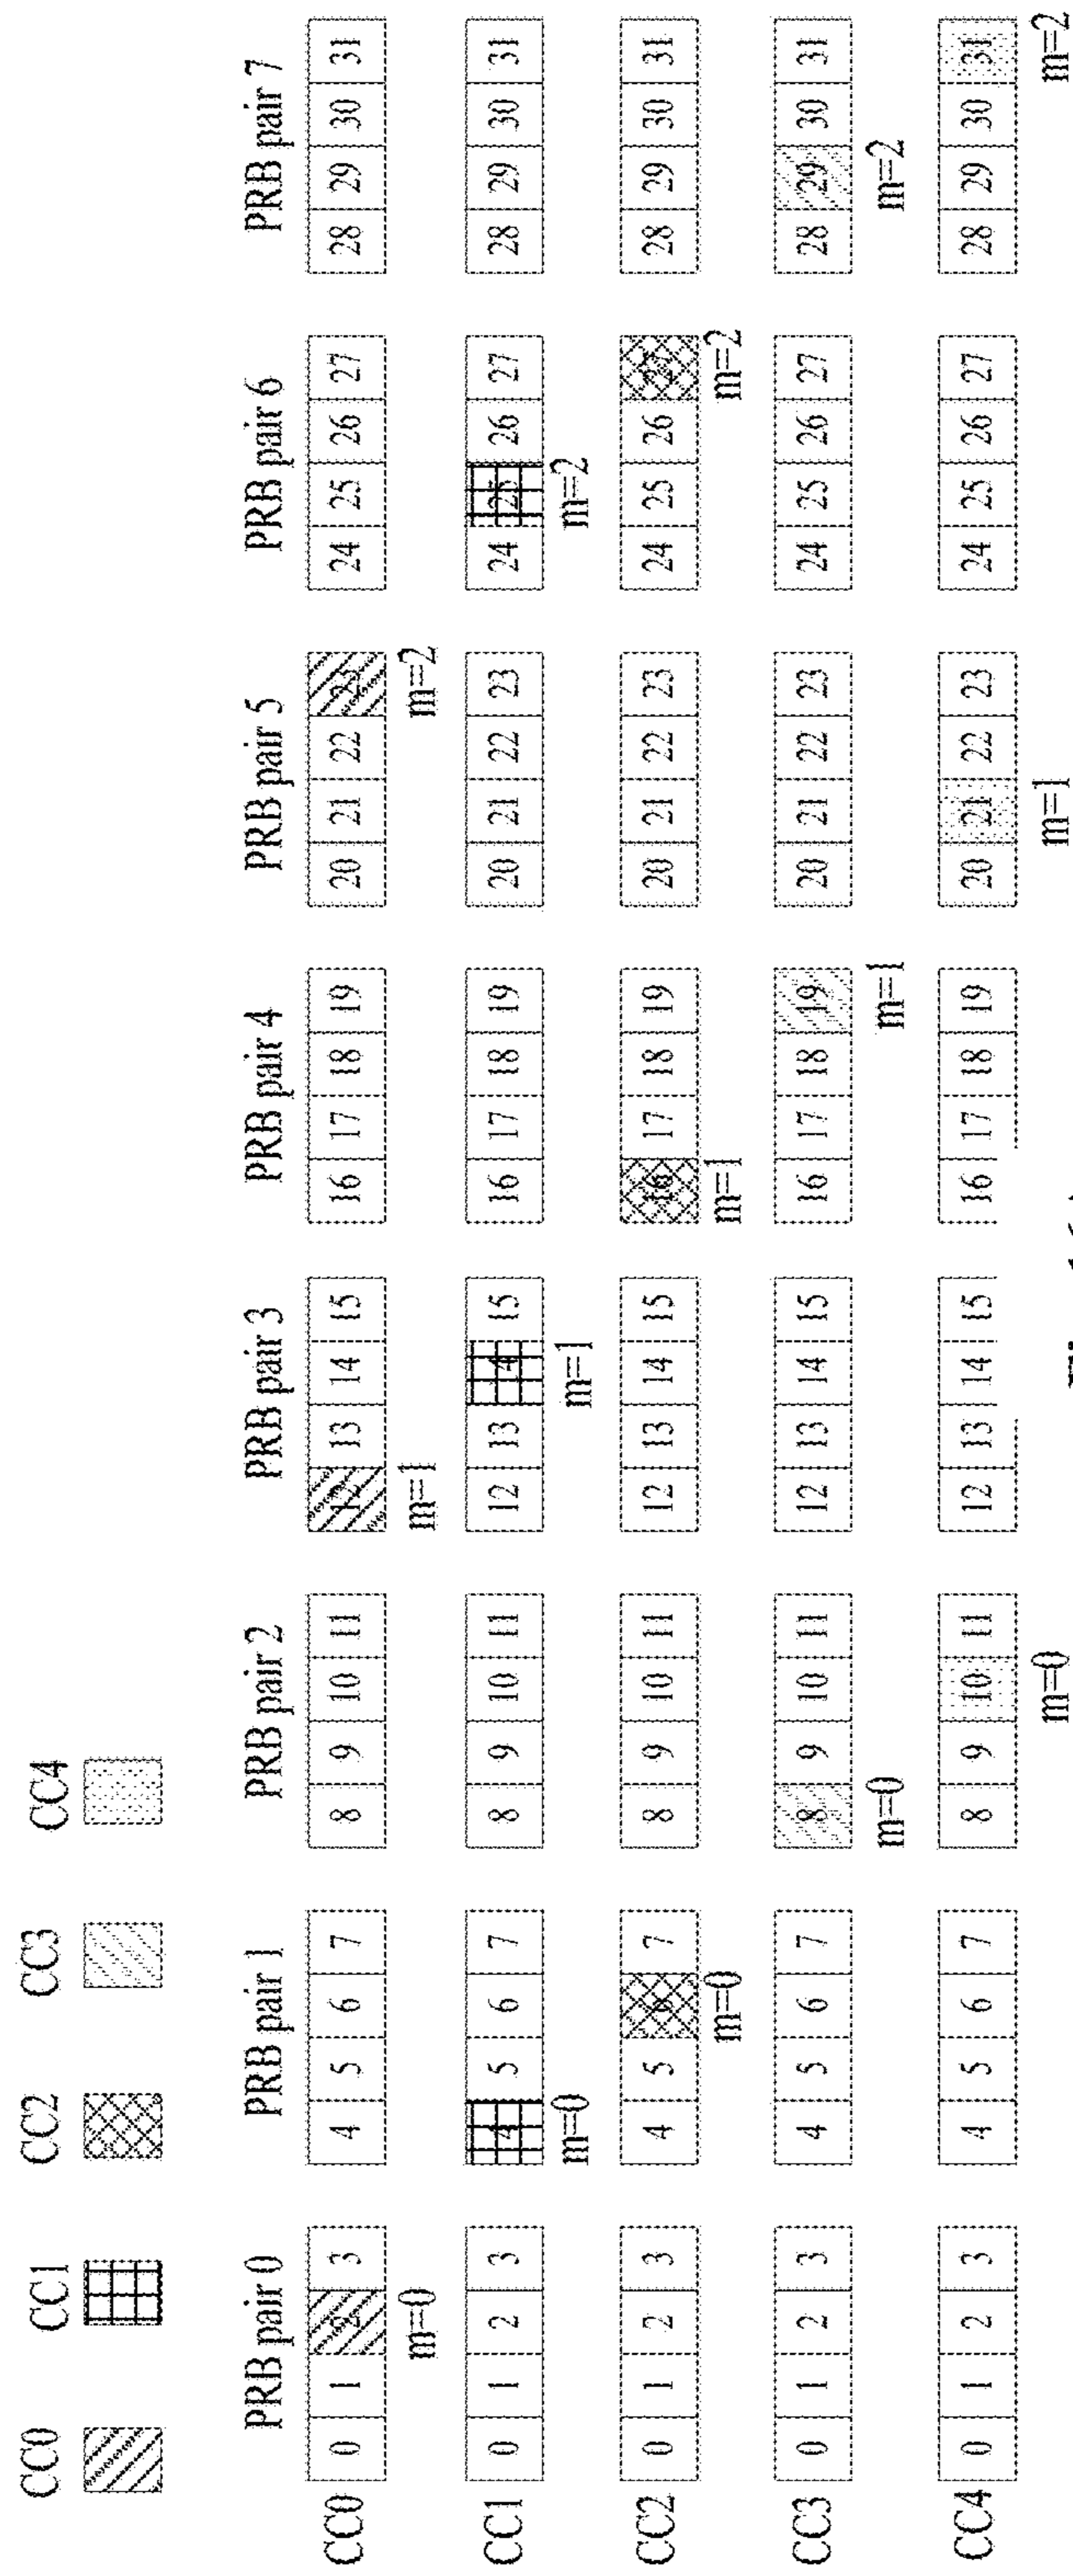 CC0 CC1 CC2 CC3 CC4
PRB pair 0 PRB pair 1 PRB pair 2 PRB pair 3 PRB pair 4 PRB pair 5 PRB pair 6 PRB pair 7
CC0 0 1 2 3 4 5 6 7 8 9 10 11 12 13 14 15 16 17 18 19 20 21 22 23 24 25 26 27 28 29 30 31
m=0 m=1 m=2
CC1 0 1 2 3 4 5 6 7 8 9 10 11 12 13 14 15 16 17 18 19 20 21 22 23 24 25 26 27 28 29 30 31
m=0 m=1 m=2
CC2 0 1 2 3 4 5 6 7 8 9 10 11 12 13 14 15 16 17 18 19 20 21 22 23 24 25 26 27 28 29 30 31
m=0 m=1 m=2
CC3 0 1 2 3 4 5 6 7 8 9 10 11 12 13 14 15 16 17 18 19 20 21 22 23 24 25 26 27 28 29 30 31
m=0 m=1 m=2
CC4 0 1 2 3 4 5 6 7 8 9 10 11 12 13 14 15 16 17 18 19 20 21 22 23 24 25 26 27 28 29 30 31
m=0 m=1 m=2